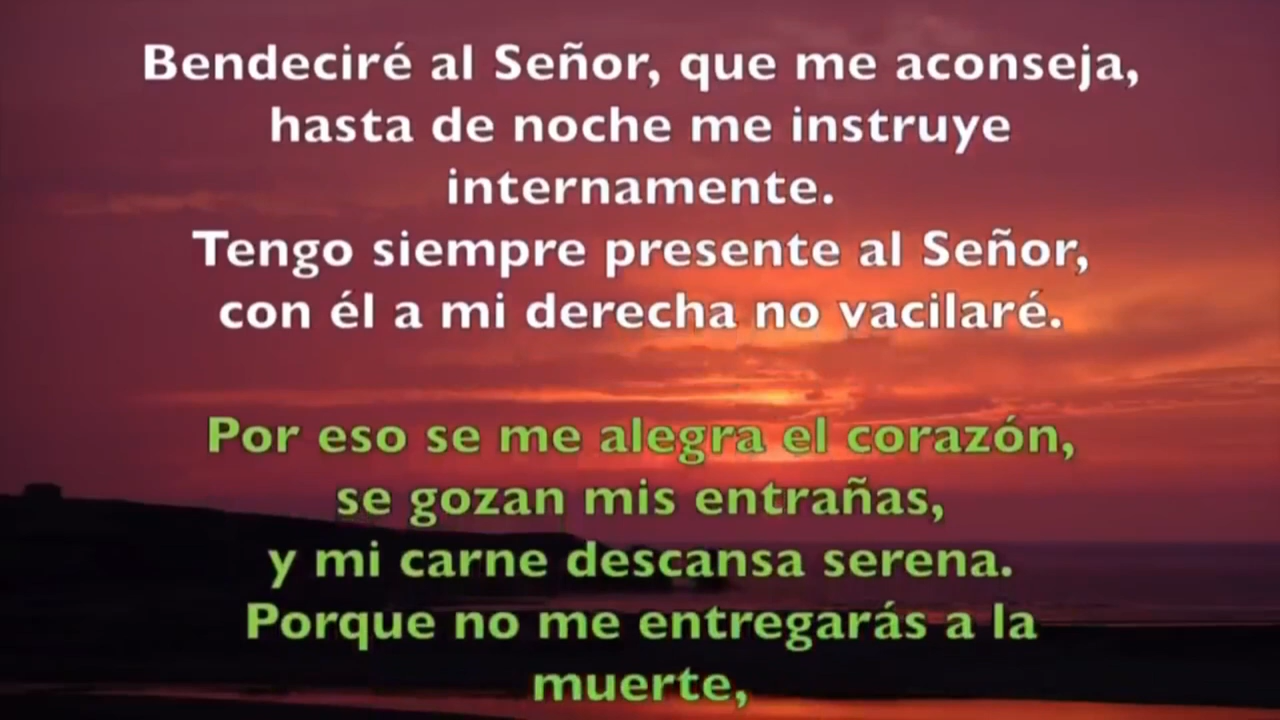 Bendeciré al Señor, que me aconseja,
hasta de noche me instruye
internamente.
Tengo siempre presente al Señor,
con él a mi derecha no vacilaré.
Por eso se me alegra el corazón,
se gozan mis entrañas,
y mi carne descansa serena.
Porque no me entregarás a la
muerte,